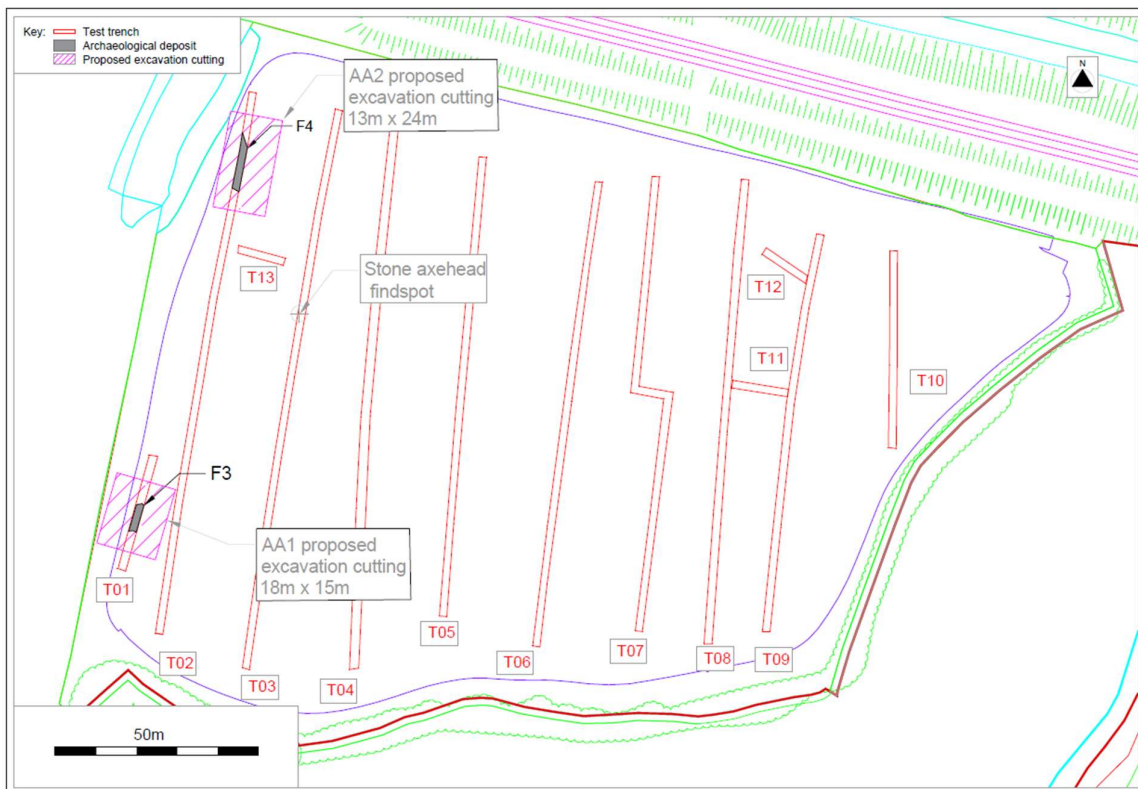 Key:
Test trench
Archaeological deposit
Proposed excavation cutting
AA2 proposed
excavation cutting
13m x 24m
N
F4
T13
Stone axehead
findspot
T12
T11
T10
F3
AA1 proposed
excavation cutting
18m x 15m
T01
T02
T03
T04
T05
T06
T07
T08
T09
50m